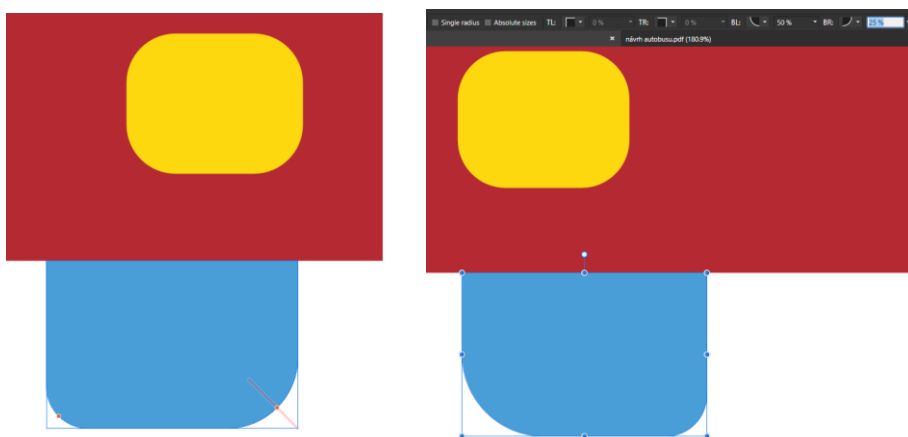 Single radius Absolute sizes TL: 0 % TR: 0 % BL: 50 % BR: 25 %
× návrh autobusu.pdf (180.9%)